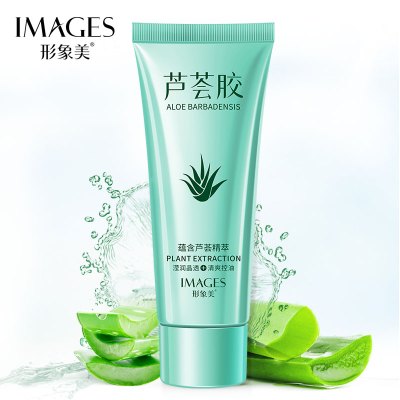 IMAGES
形象美®
芦荟胶
ALOE BARBADENSIS
蕴含芦荟精萃
PLANT EXTRACTION
滢润晶透+清爽控油
IMAGES
形象美®